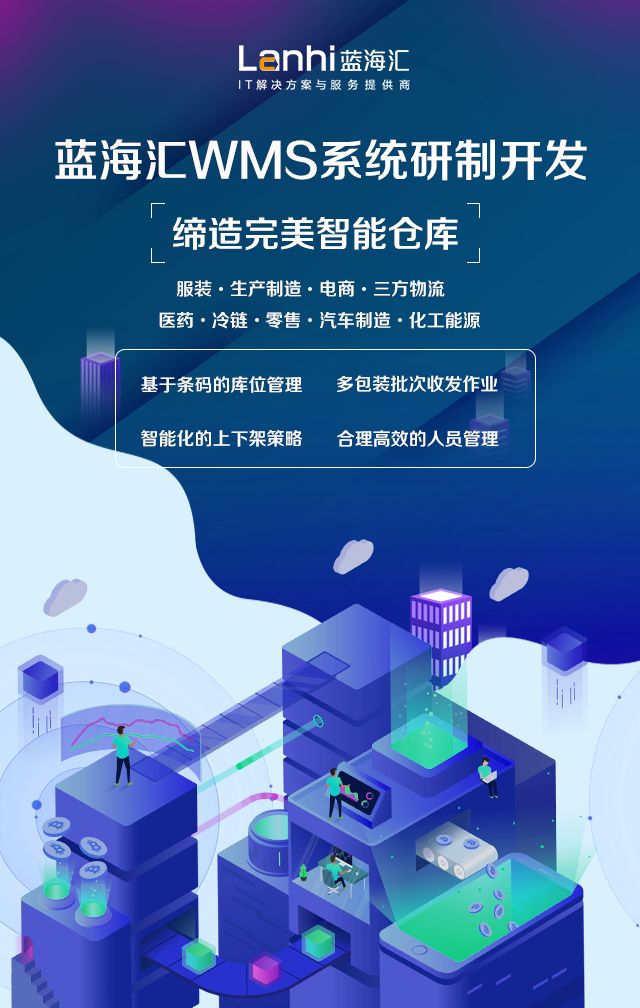 Lanhi蓝海汇
IT解决方案与服务提供商
蓝海汇WMS系统研制开发
缔造完美智能仓库
服装·生产制造·电商·三方物流
医药·冷链·零售·汽车制造·化工能源
基于条码的库位管理 多包装批次收发作业
智能化的上下架策略 合理高效的人员管理